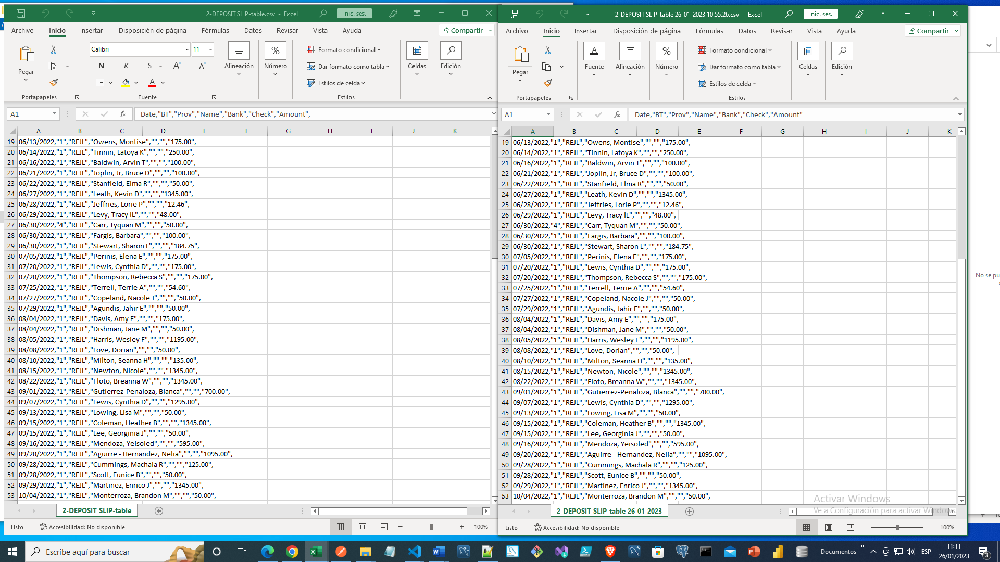 2-DEPOSIT SLIP-table.csv - Excel
Inic. ses.
Archivo Inicio Insertar Disposición de página Fórmulas Datos Revisar Vista Ayuda Compartir
Calibri 11
Pegar
N K S A A
A
Alineación
Número
Formato condicional
Dar formato como tabla
Estilos de celda
Celdas
Edición
Portapapeles Fuente Estilos
A1 fx Date,"BT","Prov","Name","Bank","Check","Amount",
A B C D E F G H I J K
19 06/13/2022,"1","REJL","Owens, Montise","","","175.00",
20 06/14/2022,"1","REJL","Tinnin, Latoya K","","","250.00",
21 06/16/2022,"1","REJL","Baldwin, Arvin T","","","100.00",
22 06/21/2022,"1","REJL","Joplin, Jr, Bruce D","","","100.00",
23 06/22/2022,"1","REJL","Stanfield, Elma R","","","50.00",
24 06/27/2022,"1","REJL","Leath, Kevin D","","","1345.00",
25 06/28/2022,"1","REJL","Jeffries, Lorie P","","","12.46",
26 06/29/2022,"1","REJL","Levy, Tracy lL","","","48.00",
27 06/30/2022,"4","REJL","Carr, Tyquan M","","","50.00",
28 06/30/2022,"1","REJL","Fargis, Barbara","","","100.00",
29 06/30/2022,"1","REJL","Stewart, Sharon L","","","184.75",
30 07/05/2022,"1","REJL","Perinis, Elena E","","","175.00",
31 07/20/2022,"1","REJL","Lewis, Cynthia D","","","175.00",
32 07/20/2022,"1","REJL","Thompson, Rebecca S","","","175.00",
33 07/25/2022,"1","REJL","Terrell, Terrie A","","","54.60",
34 07/27/2022,"1","REJL","Copeland, Nacole J","","","50.00",
35 07/29/2022,"1","REJL","Agundis, Jahir E","","","50.00",
36 08/04/2022,"1","REJL","Davis, Amy E","","","175.00",
37 08/04/2022,"1","REJL","Dishman, Jane M","","","50.00",
38 08/05/2022,"1","REJL","Harris, Wesley F","","","1195.00",
39 08/08/2022,"1","REJL","Love, Dorian","","","50.00",
40 08/10/2022,"1","REJL","Milton, Seanna H","","","135.00",
41 08/15/2022,"1","REJL","Newton, Nicole","","","1345.00",
42 08/22/2022,"1","REJL","Floto, Breanna W","","","1345.00",
43 09/01/2022,"1","REJL","Gutierrez-Penaloza, Blanca","","","700.00",
44 09/07/2022,"1","REJL","Lewis, Cynthia D","","","1295.00",
45 09/13/2022,"1","REJL","Lowing, Lisa M","","","50.00",
46 09/15/2022,"1","REJL","Coleman, Heather B","","","1345.00",
47 09/15/2022,"1","REJL","Lee, Georginia J","","","50.00",
48 09/16/2022,"1","REJL","Mendoza, Yeisoled","","","595.00",
49 09/20/2022,"1","REJL","Aguirre - Hernandez, Nelia","","","1095.00",
50 09/28/2022,"1","REJL","Cummings, Machala R","","","125.00",
51 09/28/2022,"1","REJL","Scott, Eunice B","","","50.00",
52 09/29/2022,"1","REJL","Martinez, Enrico J","","","1345.00",
53 10/04/2022,"1","REJL","Monterroza, Brandon M","","","50.00",
2-DEPOSIT SLIP-table
Listo Accesibilidad: No disponible 100%
2-DEPOSIT SLIP-table 26-01-2023 10.55.26.csv - Excel
Inic. ses.
Archivo Inicio Insertar Disposición de página Fórmulas Datos Revisar Vista Ayuda Compartir
Pegar
A
Fuente
Alineación
Número
Formato condicional
Dar formato como tabla
Estilos de celda
Celdas
Edición
Portapapeles Estilos
A1 fx Date,"BT","Prov","Name","Bank","Check","Amount"
A B C D E F G H I J K
19 06/13/2022,"1","REJL","Owens, Montise","","","175.00",
20 06/14/2022,"1","REJL","Tinnin, Latoya K","","","250.00",
21 06/16/2022,"1","REJL","Baldwin, Arvin T","","","100.00",
22 06/21/2022,"1","REJL","Joplin, Jr, Bruce D","","","100.00",
23 06/22/2022,"1","REJL","Stanfield, Elma R","","","50.00",
24 06/27/2022,"1","REJL","Leath, Kevin D","","","1345.00",
25 06/28/2022,"1","REJL","Jeffries, Lorie P","","","12.46",
26 06/29/2022,"1","REJL","Levy, Tracy lL","","","48.00",
27 06/30/2022,"4","REJL","Carr, Tyquan M","","","50.00",
28 06/30/2022,"1","REJL","Fargis, Barbara","","","100.00",
29 06/30/2022,"1","REJL","Stewart, Sharon L","","","184.75",
30 07/05/2022,"1","REJL","Perinis, Elena E","","","175.00",
31 07/20/2022,"1","REJL","Lewis, Cynthia D","","","175.00",
32 07/20/2022,"1","REJL","Thompson, Rebecca S","","","175.00",
33 07/25/2022,"1","REJL","Terrell, Terrie A","","","54.60",
34 07/27/2022,"1","REJL","Copeland, Nacole J","","","50.00",
35 07/29/2022,"1","REJL","Agundis, Jahir E","","","50.00",
36 08/04/2022,"1","REJL","Davis, Amy E","","","175.00",
37 08/04/2022,"1","REJL","Dishman, Jane M","","","50.00",
38 08/05/2022,"1","REJL","Harris, Wesley F","","","1195.00",
39 08/08/2022,"1","REJL","Love, Dorian","","","50.00",
40 08/10/2022,"1","REJL","Milton, Seanna H","","","135.00",
41 08/15/2022,"1","REJL","Newton, Nicole","","","1345.00",
42 08/22/2022,"1","REJL","Floto, Breanna W","","","1345.00",
43 09/01/2022,"1","REJL","Gutierrez-Penaloza, Blanca","","","700.00",
44 09/07/2022,"1","REJL","Lewis, Cynthia D","","","1295.00",
45 09/13/2022,"1","REJL","Lowing, Lisa M","","","50.00",
46 09/15/2022,"1","REJL","Coleman, Heather B","","","1345.00",
47 09/15/2022,"1","REJL","Lee, Georginia J","","","50.00",
48 09/16/2022,"1","REJL","Mendoza, Yeisoled","","","595.00",
49 09/20/2022,"1","REJL","Aguirre - Hernandez, Nelia","","","1095.00",
50 09/28/2022,"1","REJL","Cummings, Machala R","","","125.00",
51 09/28/2022,"1","REJL","Scott, Eunice B","","","50.00",
52 09/29/2022,"1","REJL","Martinez, Enrico J","","","1345.00",
53 10/04/2022,"1","REJL","Monterroza, Brandon M","","","50.00",
2-DEPOSIT SLIP-table 26-01-2023
Listo Accesibilidad: No disponible 100%
No se pu
Activar Windows
Ve a Configuración para activar Windows
Escribe aquí para buscar
Documentos
ESP
11:11
26/01/2023
3